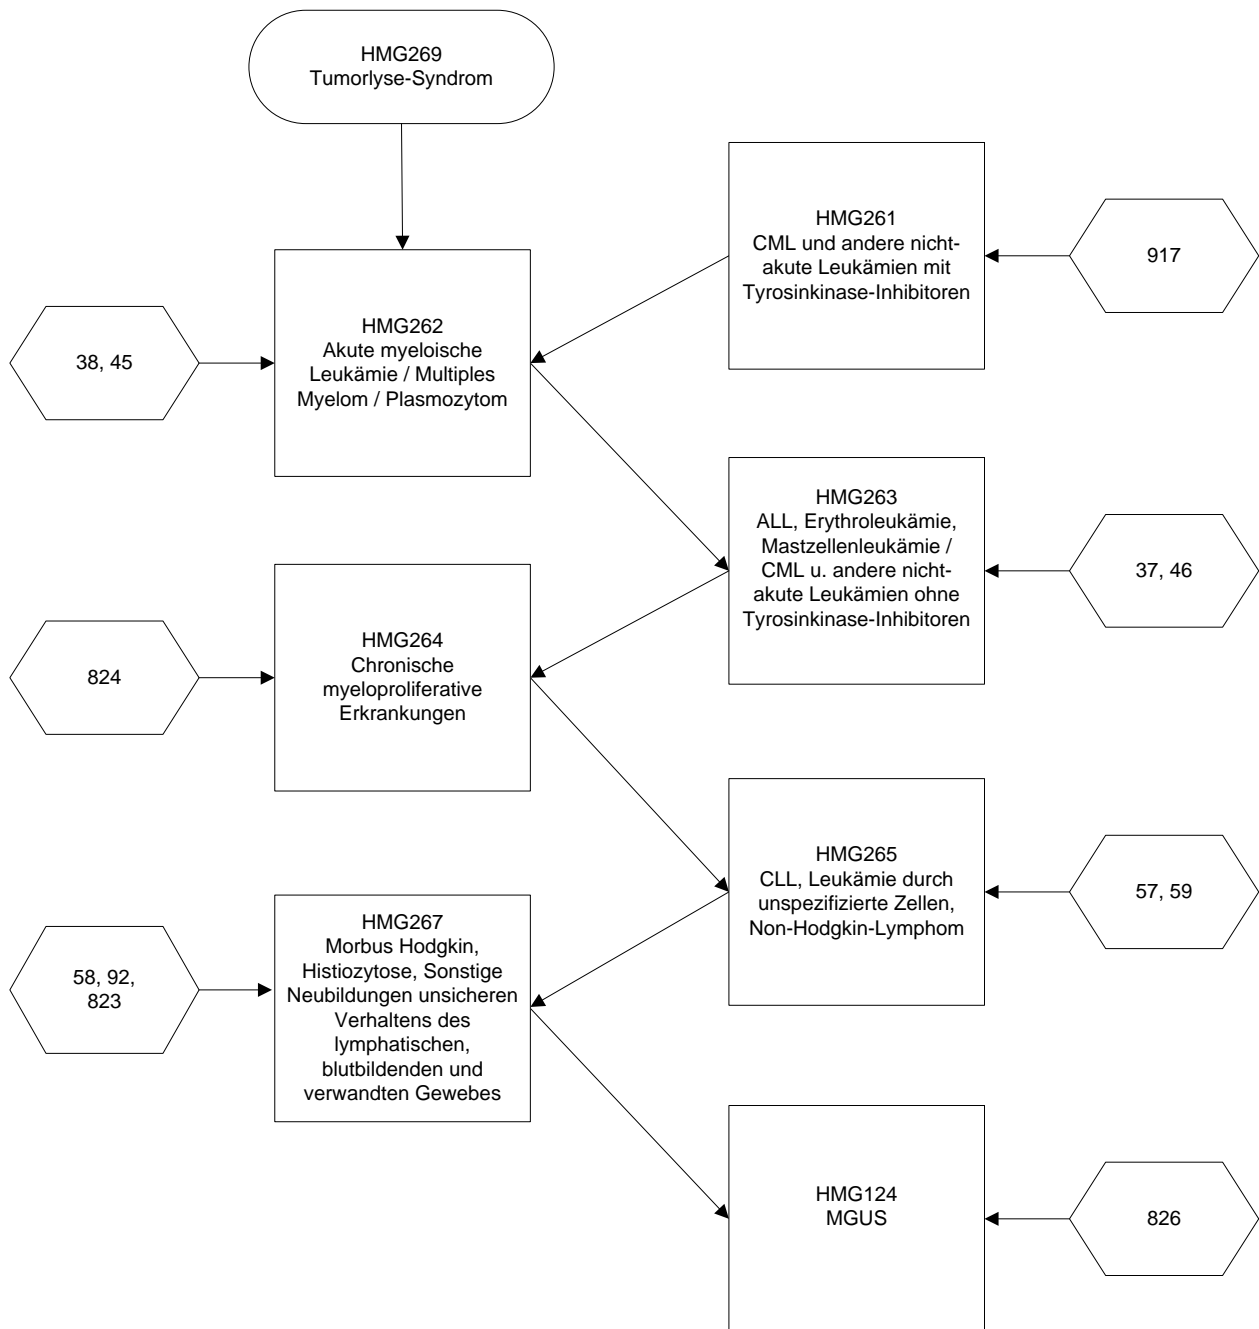 HMG269
Tumorlyse-Syndrom
HMG261
CML und andere nicht-
akute Leukämien mit
Tyrosinkinase-Inhibitoren
917
HMG262
Akute myeloische
Leukämie / Multiples
Myelom / Plasmozytom
38, 45
HMG263
ALL, Erythroleukämie,
Mastzellenleukämie /
CML u. andere nicht-
akute Leukämien ohne
Tyrosinkinase-Inhibitoren
37, 46
HMG264
Chronische
myeloproliferative
Erkrankungen
824
HMG265
CLL, Leukämie durch
unspezifizierte Zellen,
Non-Hodgkin-Lymphom
57, 59
HMG267
Morbus Hodgkin,
Histiozytose, Sonstige
Neubildungen unsicheren
Verhaltens des
lymphatischen,
blutbildenden und
verwandten Gewebes
58, 92,
823
HMG124
MGUS
826